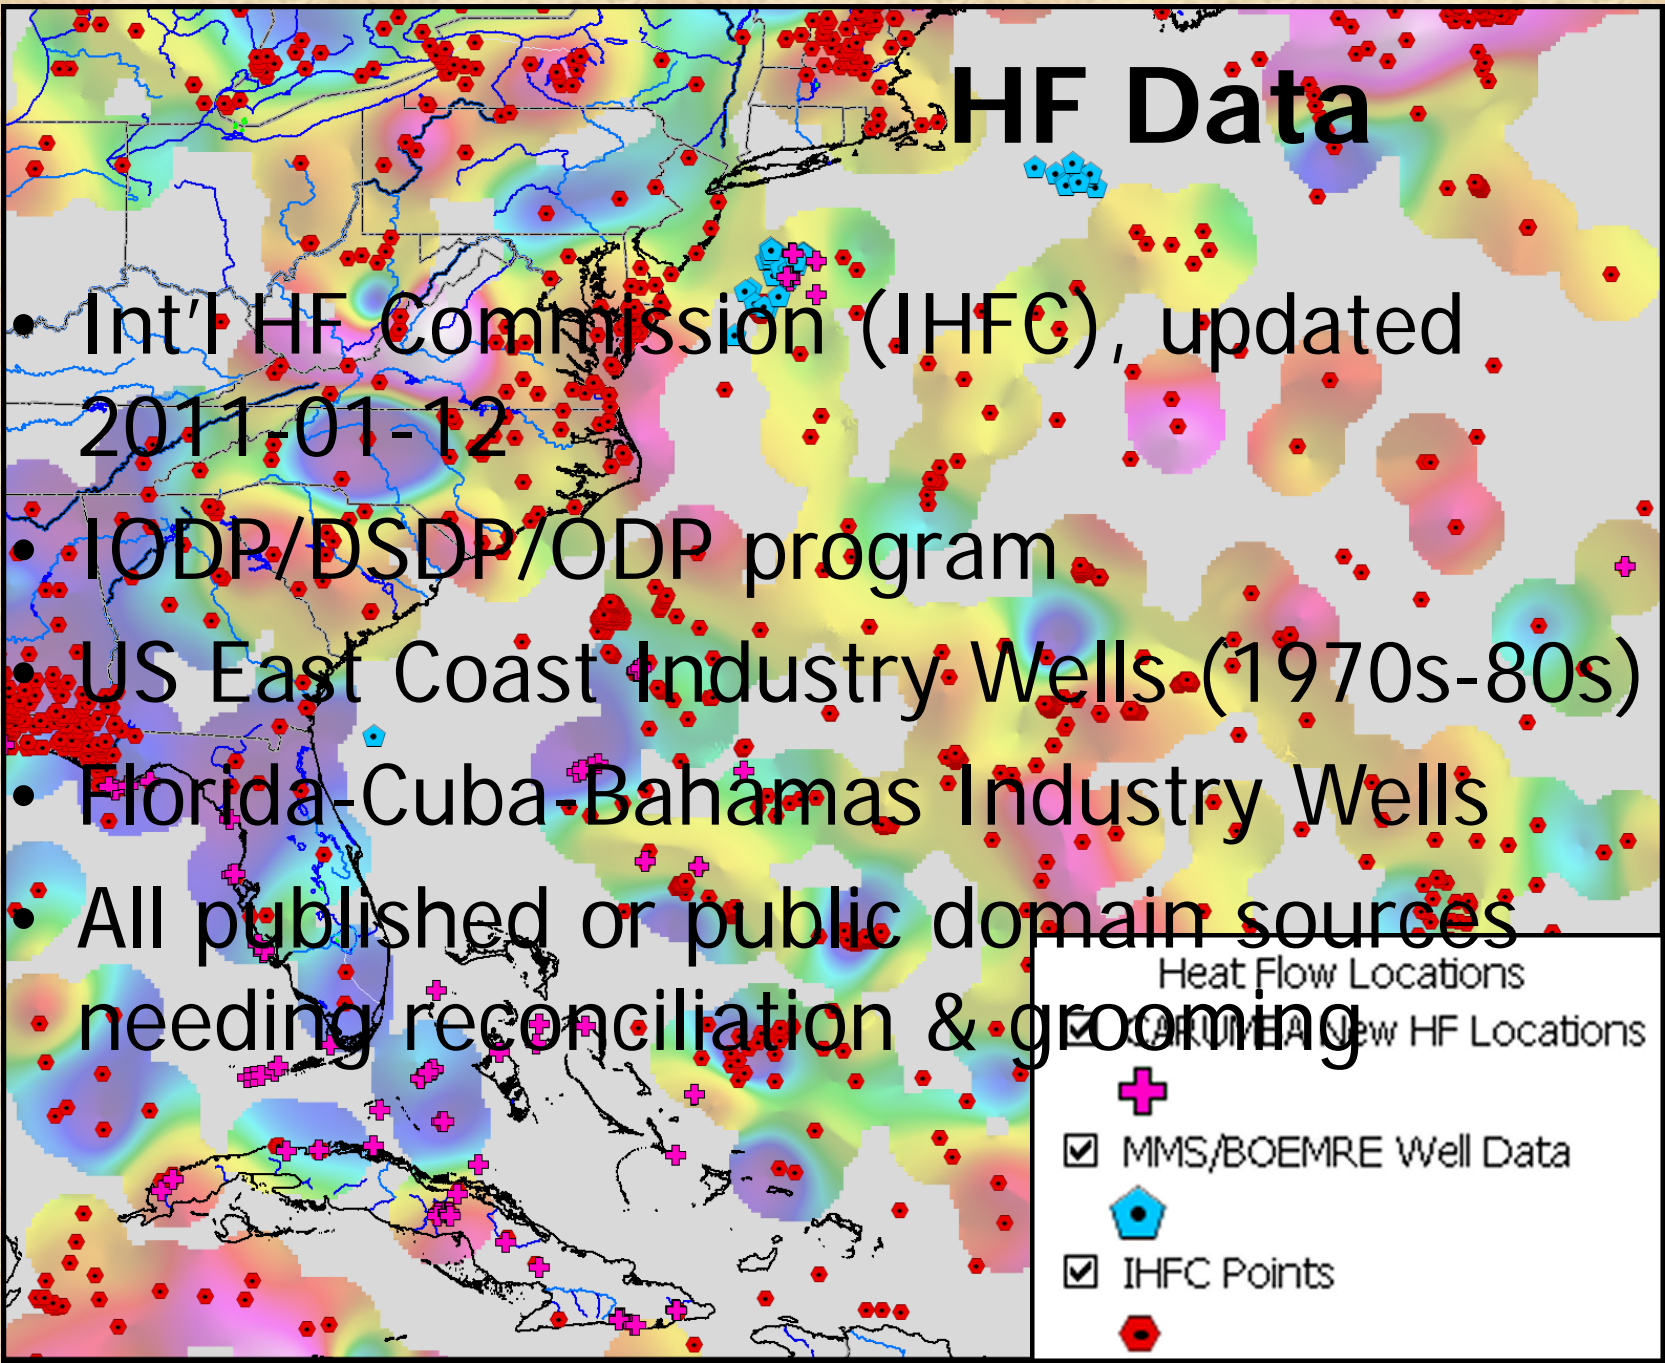 HF Data
• Int'l HF Commission (IHFC), updated
2011-01-12
• IODP/DSDP/ODP program
• US East Coast Industry Wells (1970s-80s)
• Florida-Cuba-Bahamas Industry Wells
• All published or public domain sources
needing reconciliation & grooming
Heat Flow Locations
CARUMBA New HF Locations
MMS/BOEMRE Well Data
IHFC Points